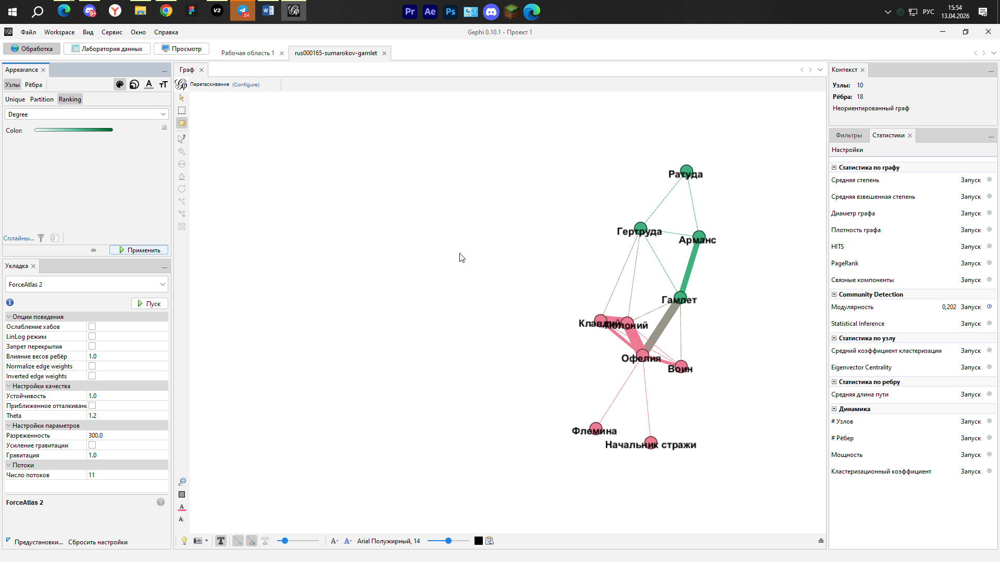 9+
V2
.04
Pr
Ae
Ps
РУС
15:54
13.04.2026
Файл Workspace Вид Сервис Окно Справка
Gephi 0.10.1 - Проект 1
Обработка
Лаборатория данных
Просмотр
Рабочая область 1
rus000165-sumarokov-gamlet
Appearance
Узлы Рёбра
Unique Partition Ranking
Degree
Color:
Сплайны...
Применить
Укладка
ForceAtlas 2
Пуск
Опции поведения
Ослабление хабов
LinLog режим
Запрет перекрытия
Влияние весов ребёр 1.0
Normalize edge weights
Inverted edge weights
Настройки качества
Устойчивость 1.0
Приближенное отталкиван
Theta 1.2
Настройки параметров
Разреженность 300.0
Усиление гравитации
Гравитация 1.0
Потоки
Число потоков 11
ForceAtlas 2
Предустановки... Сбросить настройки
Граф
Перетаскивание (Configure)
Ратуда
Гертруда
Арманс
Гамлет
Клавдий
Полоний
Офелия
Воин
Флемина
Начальник стражи
Arial Полужирный, 14
Контекст
Узлы: 10
Рёбра: 18
Неориентированный граф
Фильтры
Статистики
Настройки
Статистика по графу
Средняя степень Запуск
Средняя взвешенная степень Запуск
Диаметр графа Запуск
Плотность графа Запуск
HITS Запуск
PageRank Запуск
Связные компоненты Запуск
Community Detection
Модулярность 0,202 Запуск
Statistical Inference Запуск
Статистика по узлу
Средний коэффициент кластеризации Запуск
Eigenvector Centrality Запуск
Статистика по ребру
Средняя длина пути Запуск
Динамика
# Узлов Запуск
# Рёбер Запуск
Мощность Запуск
Кластеризационный коэффициент Запуск